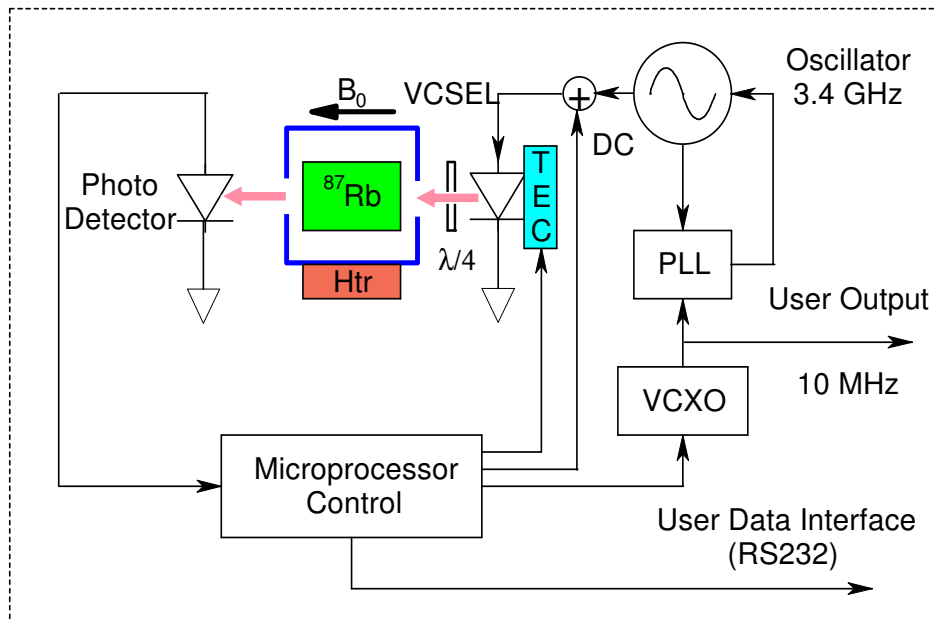 Oscillator
3.4 GHz
B₀
VCSEL
+
DC
TEC
Photo
Detector
⁸⁷Rb
λ/4
Htr
PLL
User Output
10 MHz
VCXO
Microprocessor
Control
User Data Interface
(RS232)